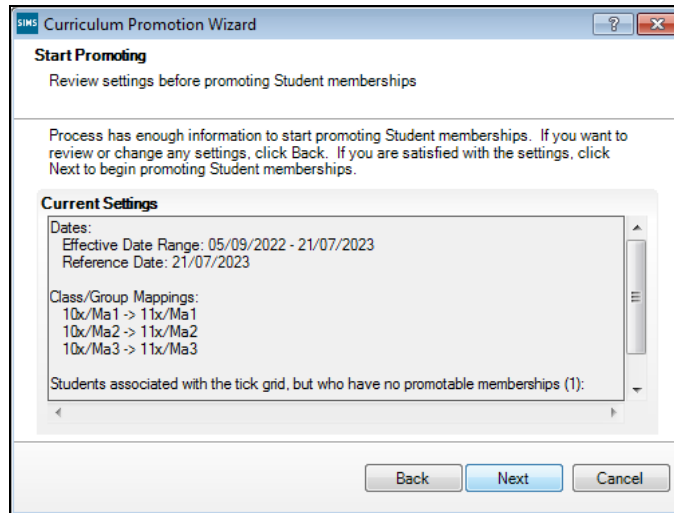 SIMS Curriculum Promotion Wizard ?
Start Promoting
Review settings before promoting Student memberships
Process has enough information to start promoting Student memberships. If you want to
review or change any settings, click Back. If you are satisfied with the settings, click
Next to begin promoting Student memberships.
Current Settings
Dates:
Effective Date Range: 05/09/2022 - 21/07/2023
Reference Date: 21/07/2023
Class/Group Mappings:
10x/Ma1 -> 11x/Ma1
10x/Ma2 -> 11x/Ma2
10x/Ma3 -> 11x/Ma3
Students associated with the tick grid, but who have no promotable memberships (1):
Back Next Cancel